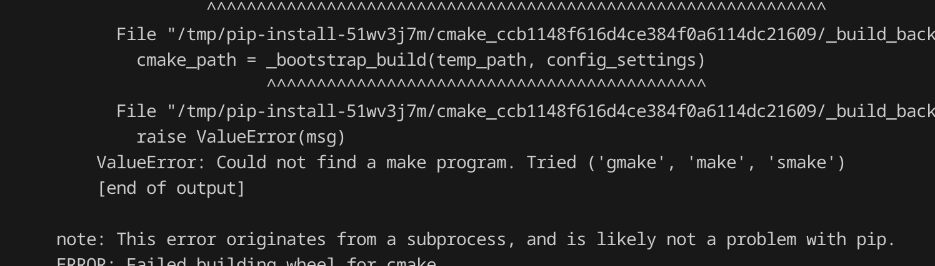 ^^^^^^^^^^^^^^^^^^^^^^^^^^^^^^^^^^^^^^^^^^^^^^^^^^^^^^^^^^^^^^
File "/tmp/pip-install-51wv3j7m/cmake_ccb1148f616d4ce384f0a6114dc21609/_build_back
cmake_path = _bootstrap_build(temp_path, config_settings)
^^^^^^^^^^^^^^^^^^^^^^^^^^^^^^^^^^^^^^^^^^^^
File "/tmp/pip-install-51wv3j7m/cmake_ccb1148f616d4ce384f0a6114dc21609/_build_back
raise ValueError(msg)
ValueError: Could not find a make program. Tried ('gmake', 'make', 'smake')
[end of output]
note: This error originates from a subprocess, and is likely not a problem with pip.
ERROR: Failed building wheel for cmake